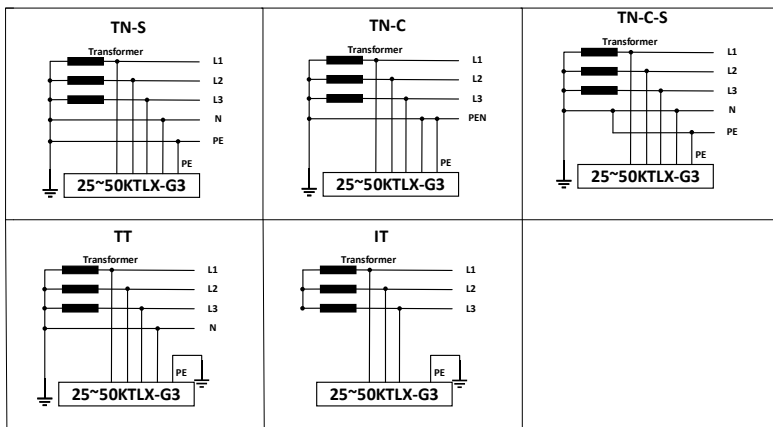 TN-S
Transformer
L1
L2
L3
N
PE
PE
25~50KTLX-G3
TN-C
Transformer
L1
L2
L3
PEN
PE
25~50KTLX-G3
TN-C-S
Transformer
L1
L2
L3
N
PE
PE
25~50KTLX-G3
TT
Transformer
L1
L2
L3
N
PE
25~50KTLX-G3
IT
Transformer
L1
L2
L3
PE
25~50KTLX-G3